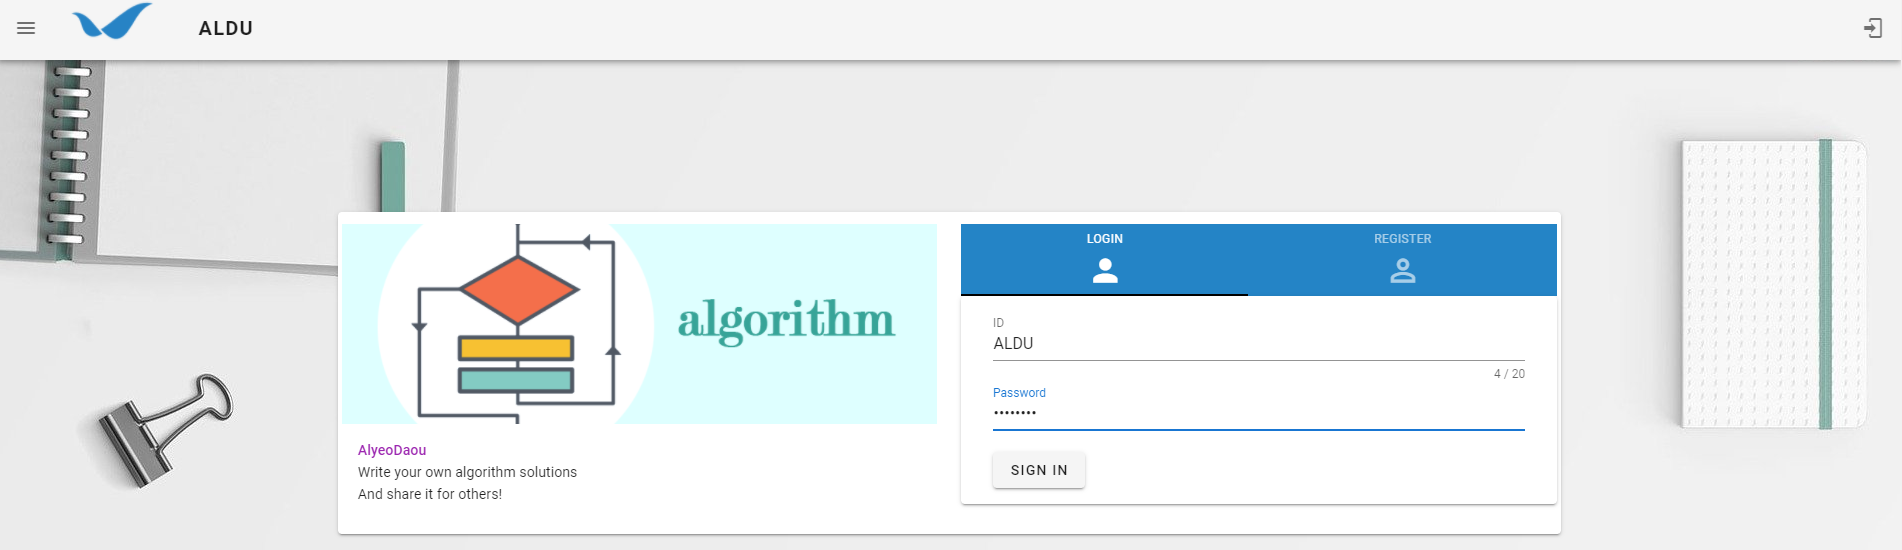 ALDU
algorithm
AlyeoDaou
Write your own algorithm solutions
And share it for others!
LOGIN
REGISTER
ID
ALDU
4 / 20
Password
••••••••
SIGN IN